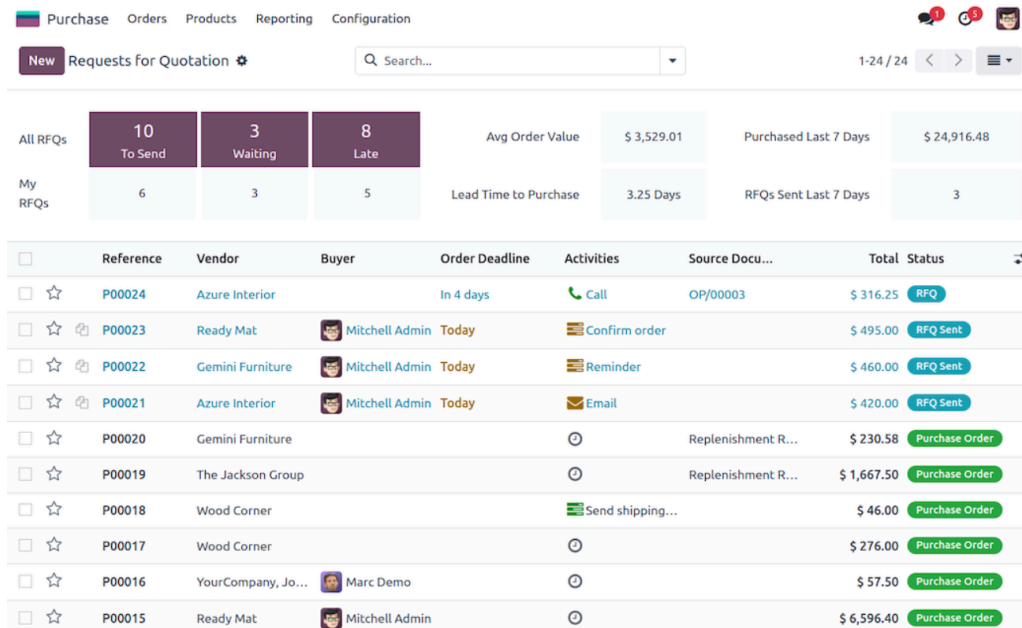 Purchase Orders Products Reporting Configuration 1 5
New Requests for Quotation Search... 1-24 / 24
All RFQs 10 To Send 3 Waiting 8 Late Avg Order Value $ 3,529.01 Purchased Last 7 Days $ 24,916.48
My RFQs 6 3 5 Lead Time to Purchase 3.25 Days RFQs Sent Last 7 Days 3
Reference Vendor Buyer Order Deadline Activities Source Docu... Total Status
P00024 Azure Interior In 4 days Call OP/00003 $ 316.25 RFQ
P00023 Ready Mat Mitchell Admin Today Confirm order $ 495.00 RFQ Sent
P00022 Gemini Furniture Mitchell Admin Today Reminder $ 460.00 RFQ Sent
P00021 Azure Interior Mitchell Admin Today Email $ 420.00 RFQ Sent
P00020 Gemini Furniture Replenishment R... $ 230.58 Purchase Order
P00019 The Jackson Group Replenishment R... $ 1,667.50 Purchase Order
P00018 Wood Corner Send shipping... $ 46.00 Purchase Order
P00017 Wood Corner $ 276.00 Purchase Order
P00016 YourCompany, Jo... Marc Demo $ 57.50 Purchase Order
P00015 Ready Mat Mitchell Admin $ 6,596.40 Purchase Order